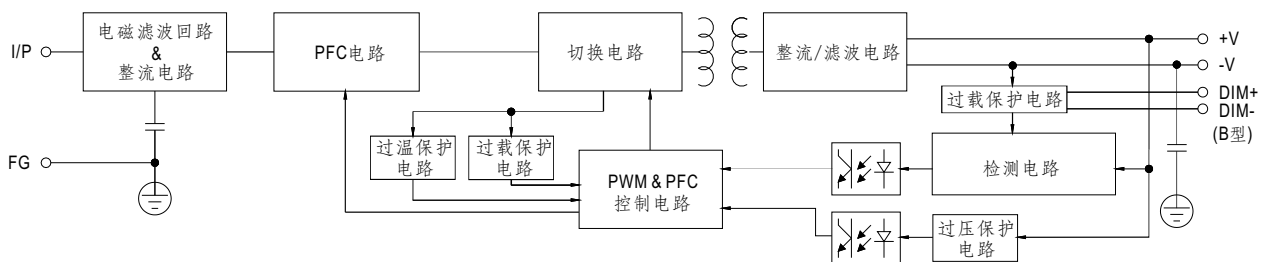 I/P
电磁滤波回路
&
整流电路
PFC电路
切换电路
整流/滤波电路
+V
-V
过载保护电路
DIM+
DIM-
(B型)
过温保护
电路
过载保护
电路
FG
PWM & PFC
控制电路
检测电路
过压保护
电路